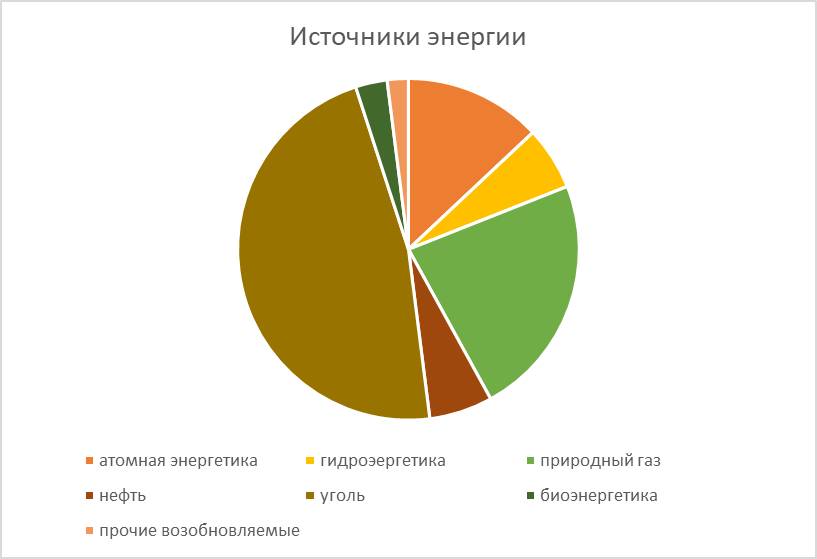 Источники энергии
атомная энергетика
гидроэергетика
природный газ
нефть
уголь
биоэнергетика
прочие возобновляемые